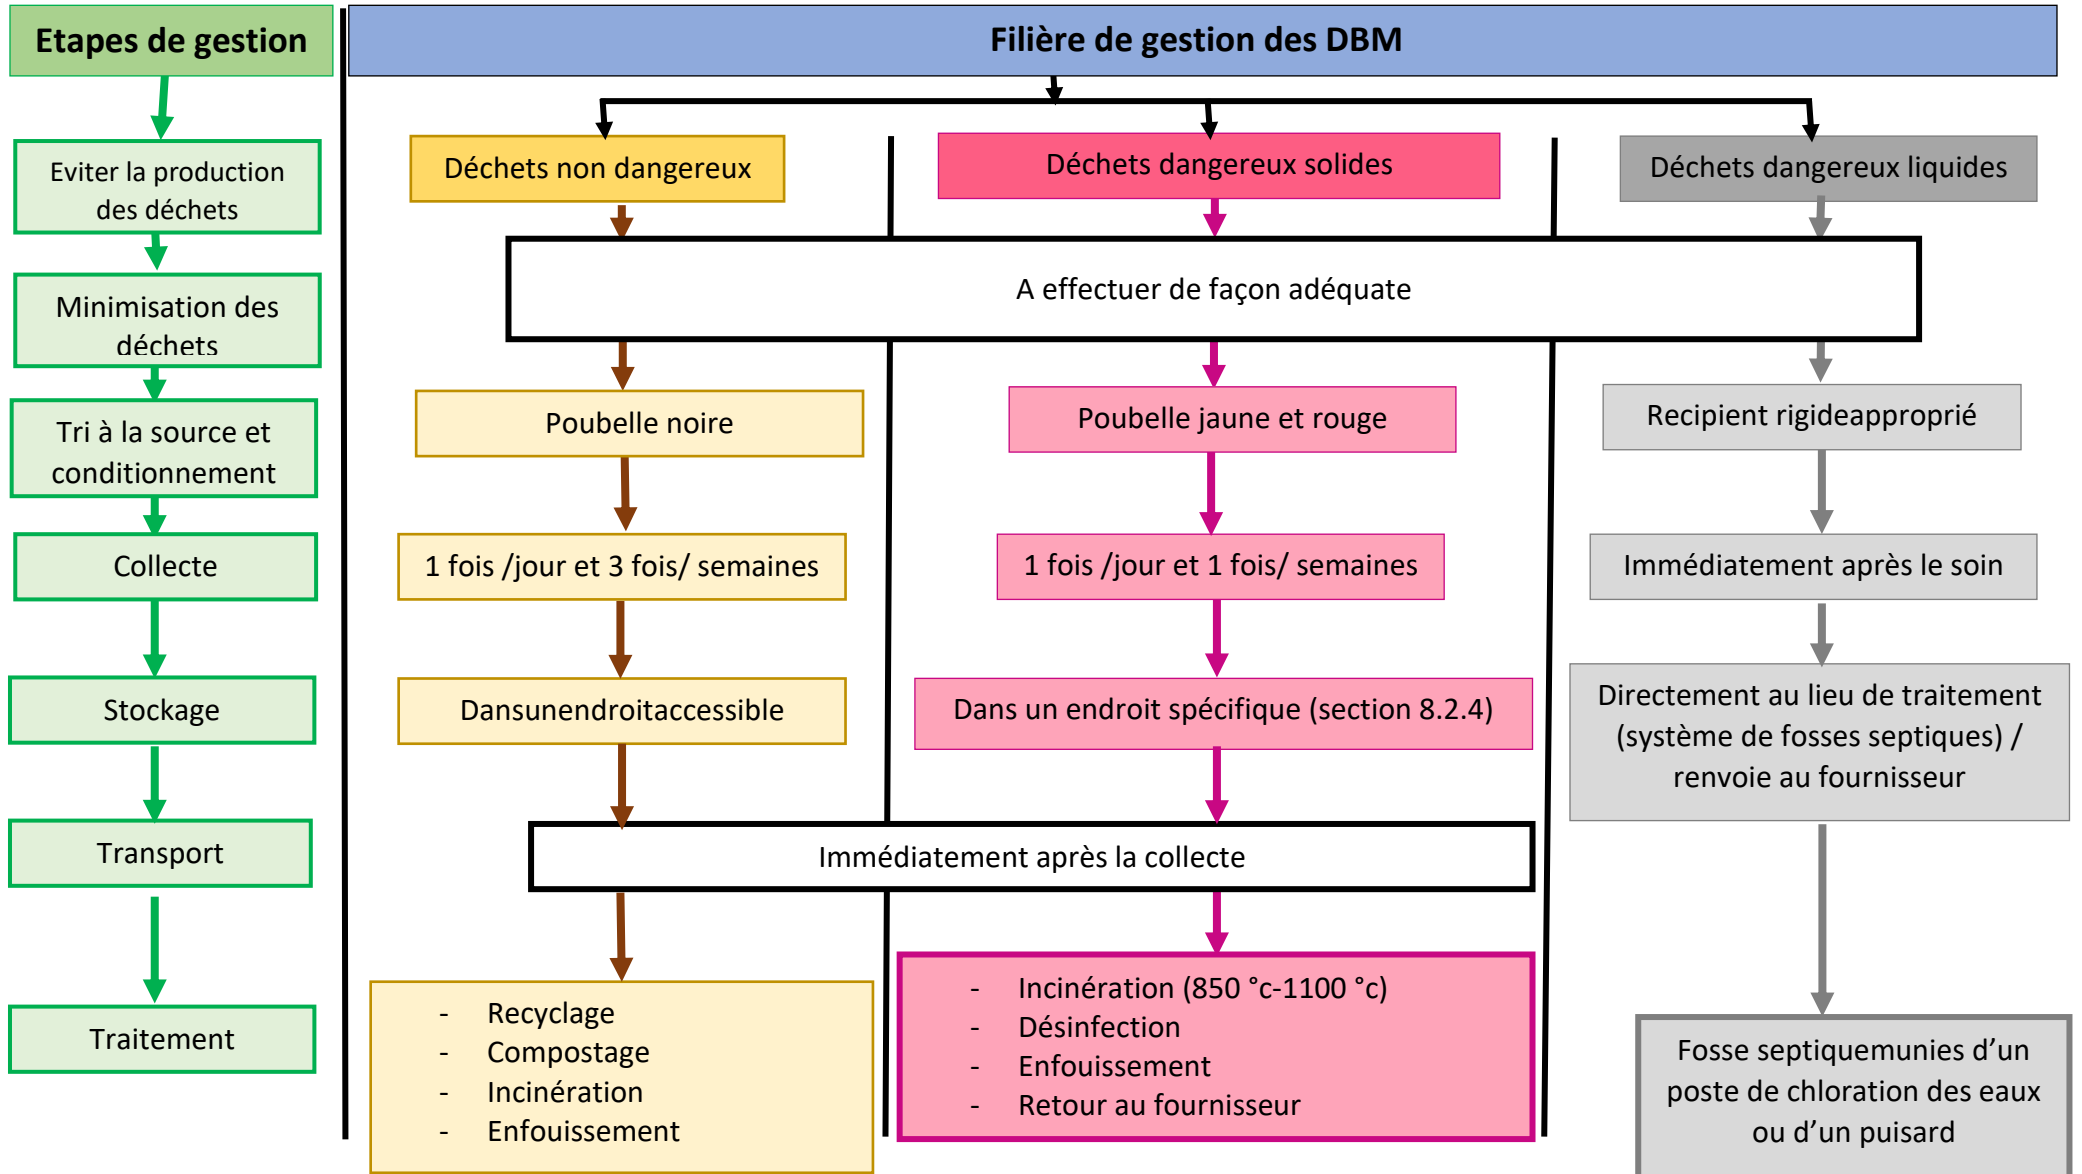 Etapes de gestion
Filière de gestion des DBM
Eviter la production
des déchets
Déchets non dangereux
Déchets dangereux solides
Déchets dangereux liquides
Minimisation des
déchets
A effectuer de façon adéquate
Tri à la source et
conditionnement
Poubelle noire
Poubelle jaune et rouge
Recipient rigideapproprié
Collecte
1 fois /jour et 3 fois/ semaines
1 fois /jour et 1 fois/ semaines
Immédiatement après le soin
Stockage
Dansunendroitaccessible
Dans un endroit spécifique (section 8.2.4)
Directement au lieu de traitement
(système de fosses septiques) /
renvoie au fournisseur
Transport
Immédiatement après la collecte
Traitement
- Recyclage
- Compostage
- Incinération
- Enfouissement
- Incinération (850 °c-1100 °c)
- Désinfection
- Enfouissement
- Retour au fournisseur
Fosse septiquemunies d’un
poste de chloration des eaux
ou d’un puisard